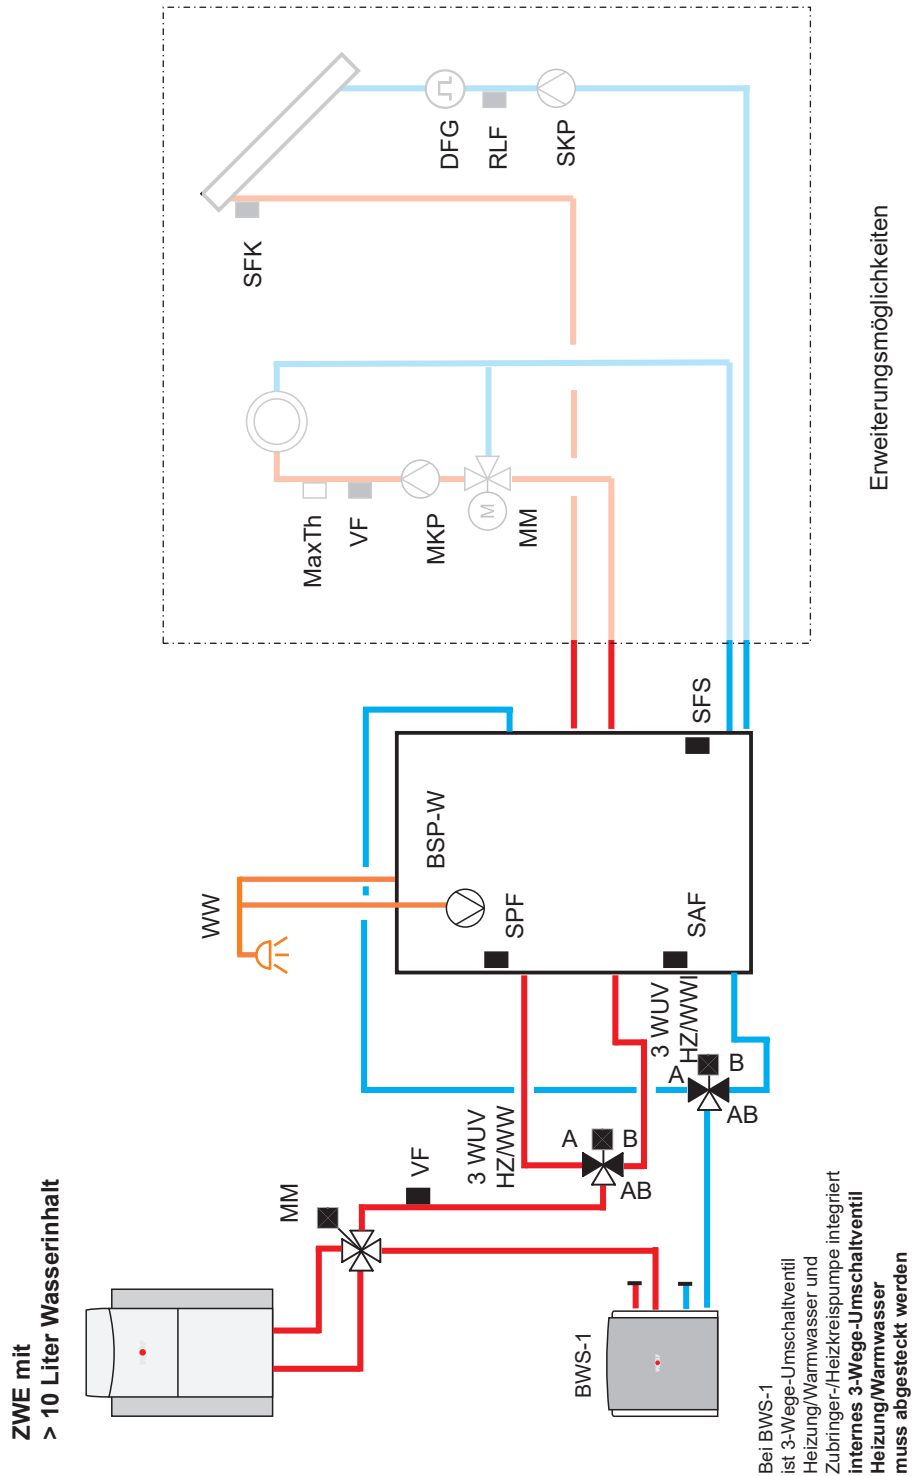 ZWE mit
> 10 Liter Wasserinhalt
MM
VF
3 WUV
HZ/WW
A
B
AB
BWS-1
3 WUV
HZ/WWI
A
B
AB
WW
BSP-W
SPF
SAF
SFS
MaxTh
VF
MKP
MM
M
SFK
DFG
RLF
SKP
Erweiterungsmöglichkeiten
Bei BWS-1
ist 3-Wege-Umschaltventil
Heizung/Warmwasser und
Zubringer-/Heizkreispumpe integriert
internes 3-Wege-Umschaltventil
Heizung/Warmwasser
muss abgesteckt werden